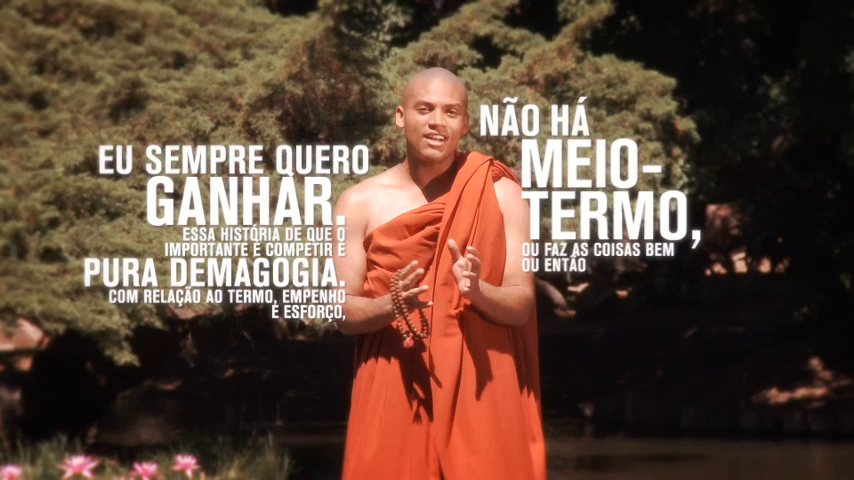 EU SEMPRE QUERO
GANHAR.
ESSA HISTÓRIA DE QUE O
IMPORTANTE É COMPETIR É
PURA DEMAGOGIA.
COM RELAÇÃO AO TERMO, EMPENHO
E ESFORÇO,
NÃO HÁ
MEIO-
TERMO,
OU FAZ AS COISAS BEM
OU ENTÃO